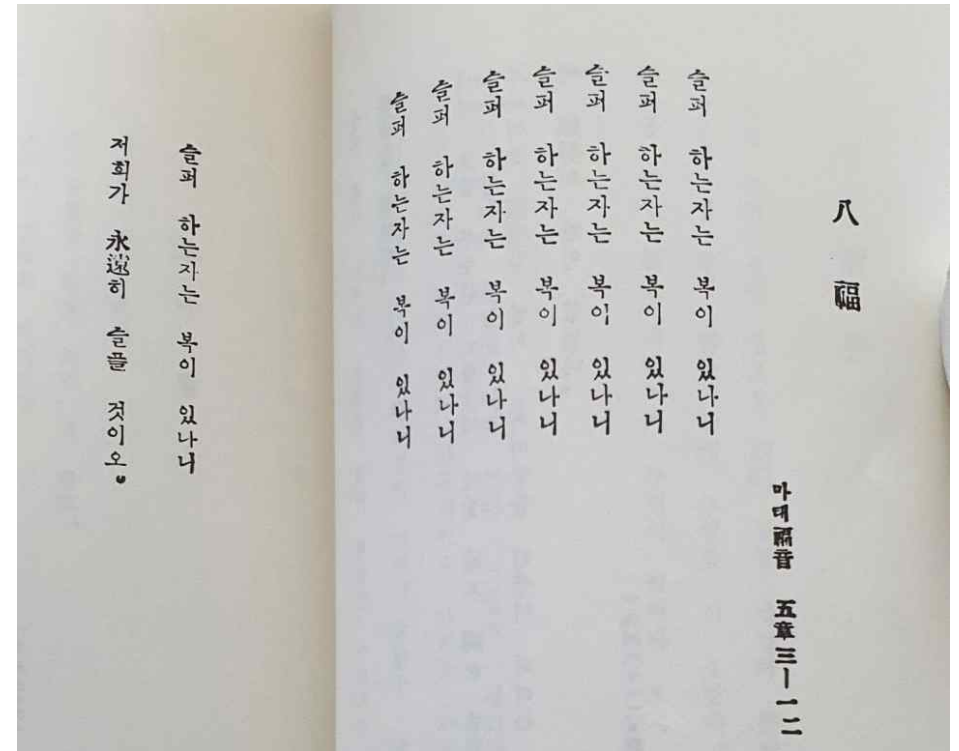 八 福
마태福音 五章 三—一二
슬퍼 하는자는 복이 있나니
슬퍼 하는자는 복이 있나니
슬퍼 하는자는 복이 있나니
슬퍼 하는자는 복이 있나니
슬퍼 하는자는 복이 있나니
슬퍼 하는자는 복이 있나니
슬퍼 하는자는 복이 있나니
슬퍼 하는자는 복이 있나니
저희가 永遠히 슬플 것이오。